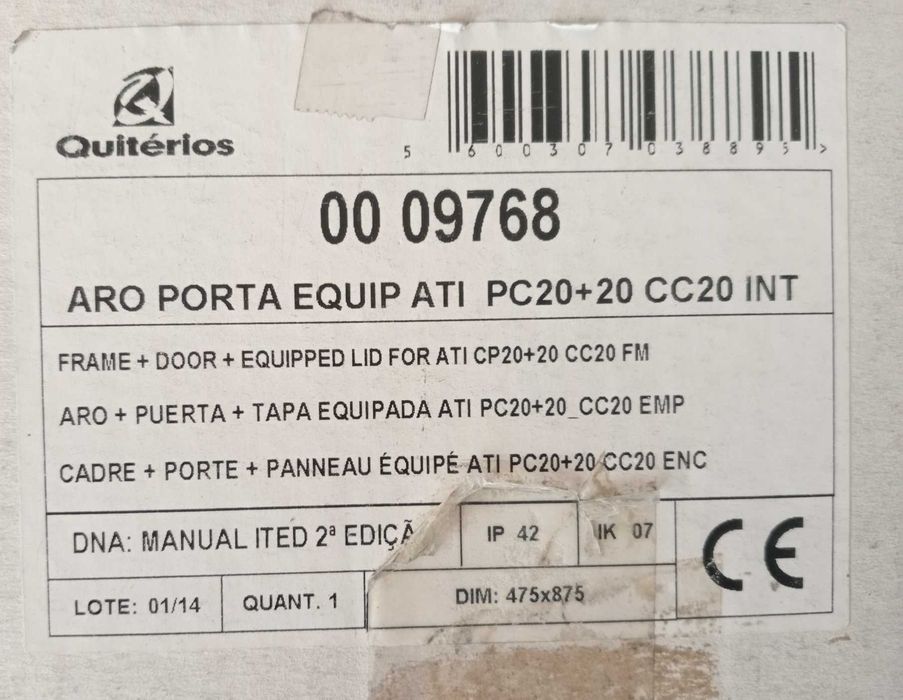 Quitérios
5 600307 038895 >
00 09768
ARO PORTA EQUIP ATI PC20+20 CC20 INT
FRAME + DOOR + EQUIPPED LID FOR ATI CP20+20 CC20 FM
ARO + PUERTA + TAPA EQUIPADA ATI PC20+20_CC20 EMP
CADRE + PORTE + PANNEAU ÉQUIPÉ ATI PC20+20 CC20 ENC
DNA: MANUAL ITED 2ª EDIÇÃ
IP 42
IK 07
CE
LOTE: 01/14
QUANT. 1
DIM: 475x875